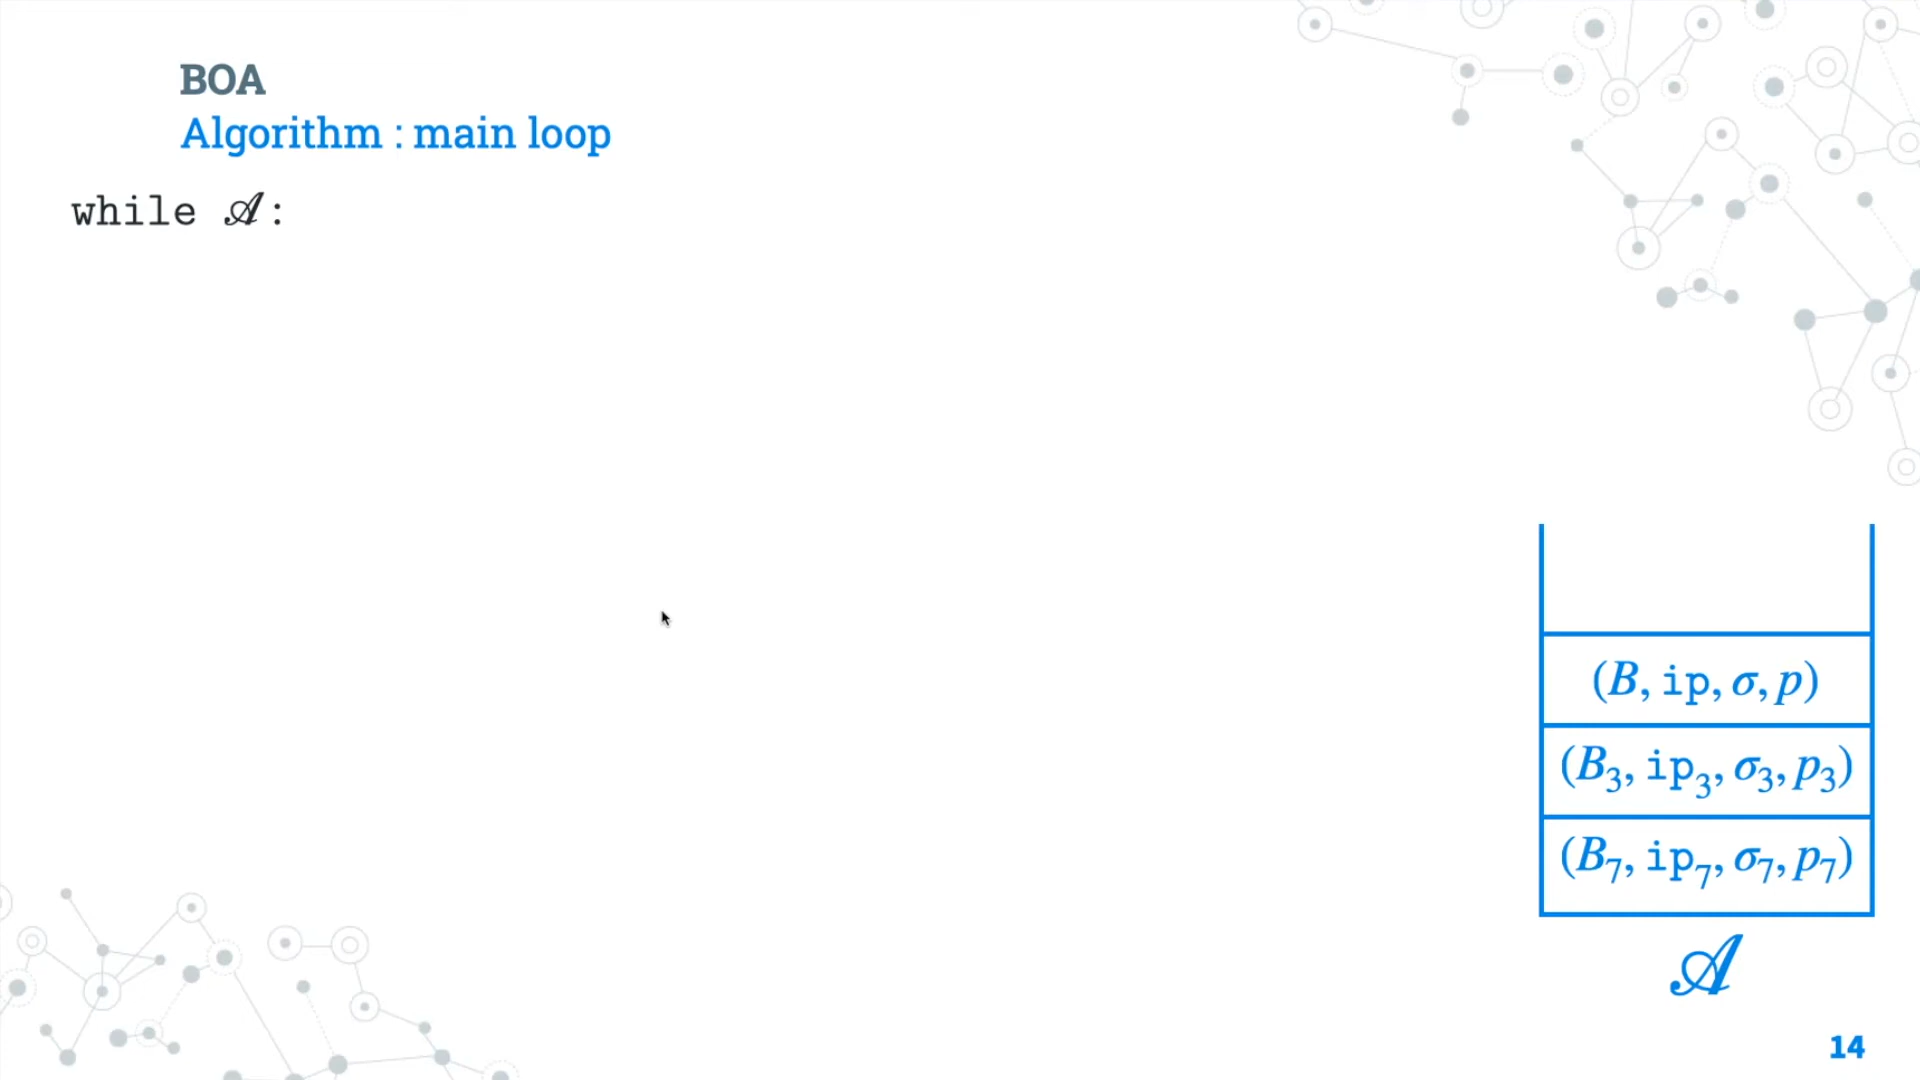 BOA
Algorithm : main loop
while 𝒜:
(B, ip, σ, p)
(B₃, ip₃, σ₃, p₃)
(B₇, ip₇, σ₇, p₇)
𝒜
14